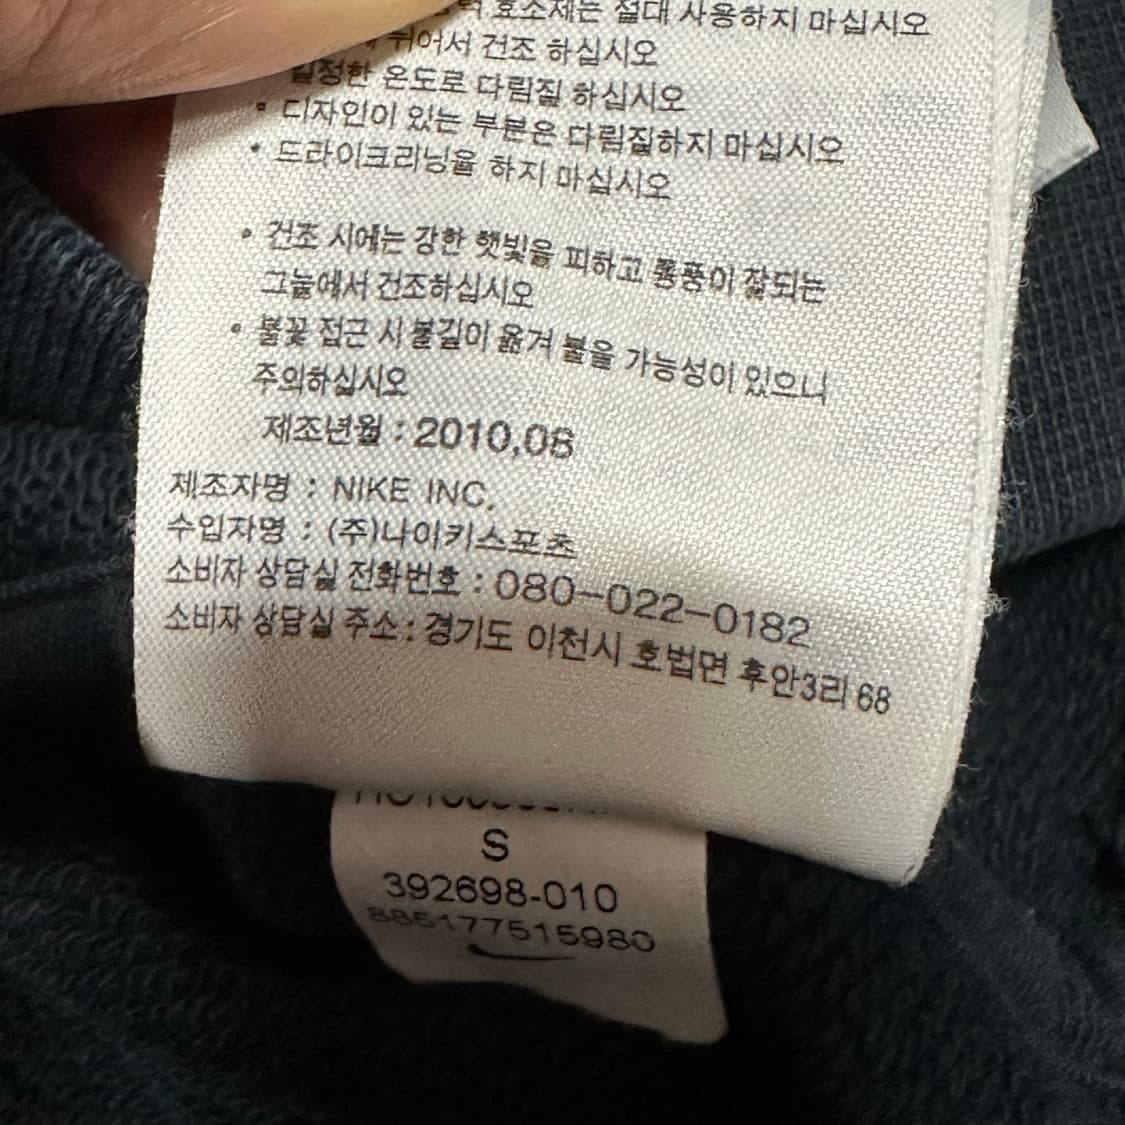 효소제는 절대 사용하지 마십시오
뉘어서 건조 하십시오
일정한 온도로 다림질 하십시오
• 디자인이 있는 부분은 다림질하지 마십시오
• 드라이크리닝을 하지 마십시오
• 건조 시에는 강한 햇빛을 피하고 통풍이 잘되는
그늘에서 건조하십시오
• 불꽃 접근 시 불길이 옮겨 붙을 가능성이 있으니
주의하십시오
제조년월 : 2010,08
제조자명 : NIKE INC.
수입자명 : (주)나이키스포츠
소비자 상담실 전화번호 : 080-022-0182
소비자 상담실 주소 : 경기도 이천시 호법면 후안3리 68
S
392698-010
885177515980